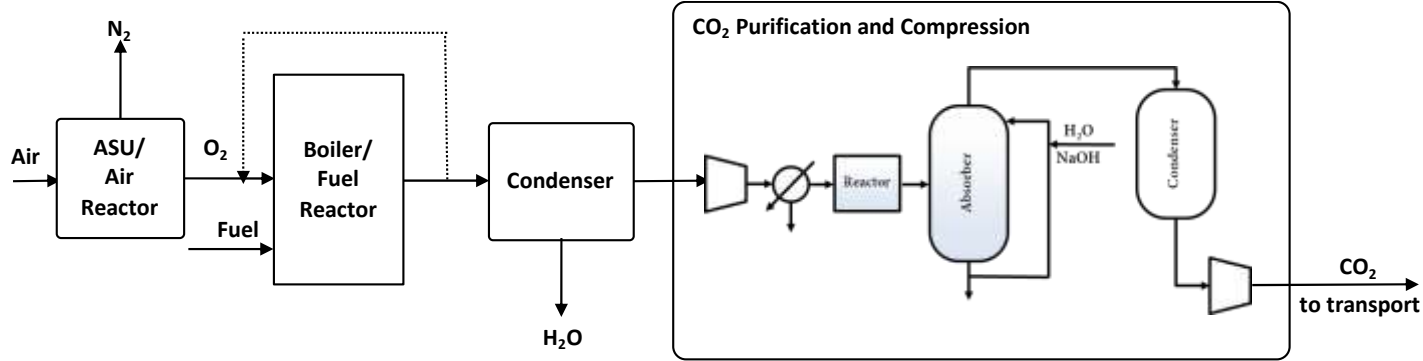 CO₂ Purification and Compression
N₂
Air
ASU/
Air
Reactor
O₂
Fuel
Boiler/
Fuel
Reactor
Condenser
H₂O
Reactor
Absorber
H₂O
NaOH
Condenser
CO₂
to transport